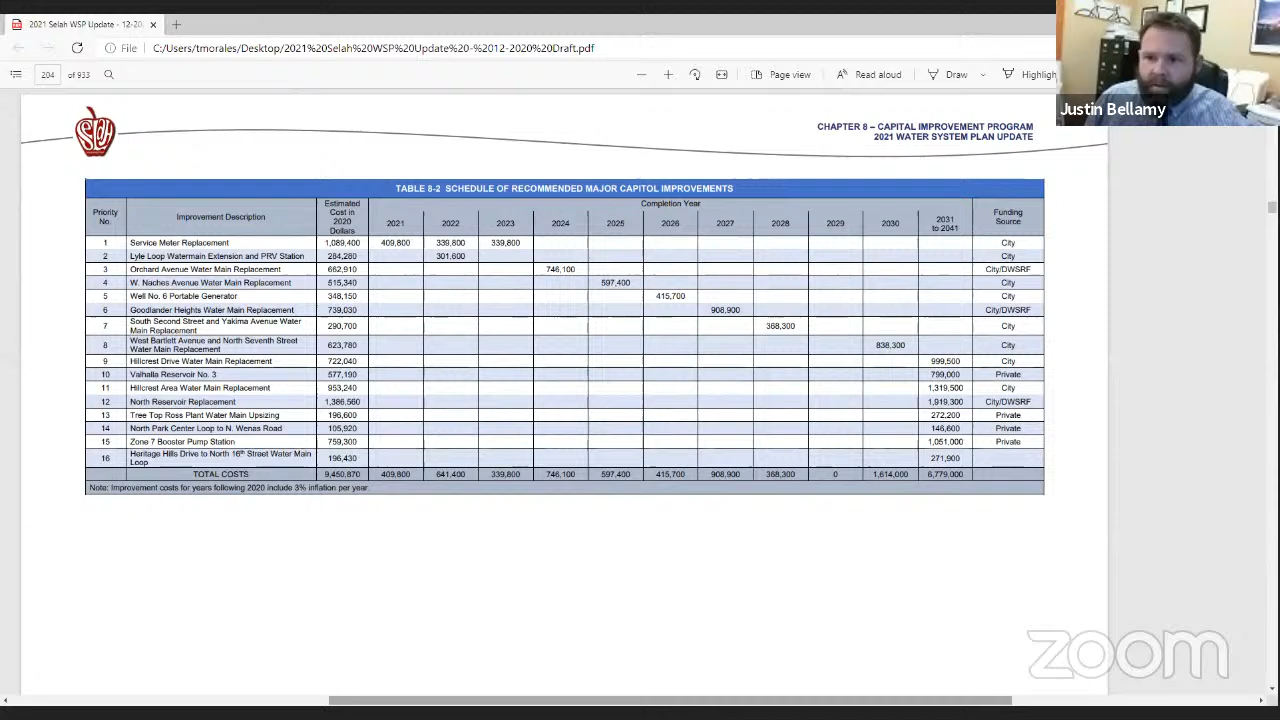 2021 Selah WSP Update - 12-20
File C:/Users/tmorales/Desktop/2021%20Selah%20WSP%20Update%20-%2012-2020%20Draft.pdf
204 of 933 Page view Read aloud Draw Highligh
Justin Bellamy
SELAH
CHAPTER 8 – CAPITAL IMPROVEMENT PROGRAM
2021 WATER SYSTEM PLAN UPDATE
TABLE 8-2 SCHEDULE OF RECOMMENDED MAJOR CAPITOL IMPROVEMENTS
Priority No. Improvement Description Estimated Cost in 2020 Dollars Completion Year Funding Source
2021 2022 2023 2024 2025 2026 2027 2028 2029 2030 2031 to 2041
1 Service Meter Replacement 1,089,400 409,800 339,800 339,800 City
2 Lyle Loop Watermain Extension and PRV Station 284,280 301,600 City
3 Orchard Avenue Water Main Replacement 662,910 746,100 City/DWSRF
4 W. Naches Avenue Water Main Replacement 515,340 597,400 City
5 Well No. 6 Portable Generator 348,150 415,700 City
6 Goodlander Heights Water Main Replacement 739,030 908,900 City/DWSRF
7 South Second Street and Yakima Avenue Water Main Replacement 290,700 368,300 City
8 West Bartlett Avenue and North Seventh Street Water Main Replacement 623,780 838,300 City
9 Hillcrest Drive Water Main Replacement 722,040 999,500 City
10 Valhalla Reservoir No. 3 577,190 799,000 Private
11 Hillcrest Area Water Main Replacement 953,240 1,319,500 City
12 North Reservoir Replacement 1,386,560 1,919,300 City/DWSRF
13 Tree Top Ross Plant Water Main Upsizing 196,600 272,200 Private
14 North Park Center Loop to N. Wenas Road 105,920 146,600 Private
15 Zone 7 Booster Pump Station 759,300 1,051,000 Private
16 Heritage Hills Drive to North 16th Street Water Main Loop 196,430 271,900
TOTAL COSTS 9,450,870 409,800 641,400 339,800 746,100 597,400 415,700 908,900 368,300 0 1,614,000 6,779,000
Note: Improvement costs for years following 2020 include 3% inflation per year.
zoom